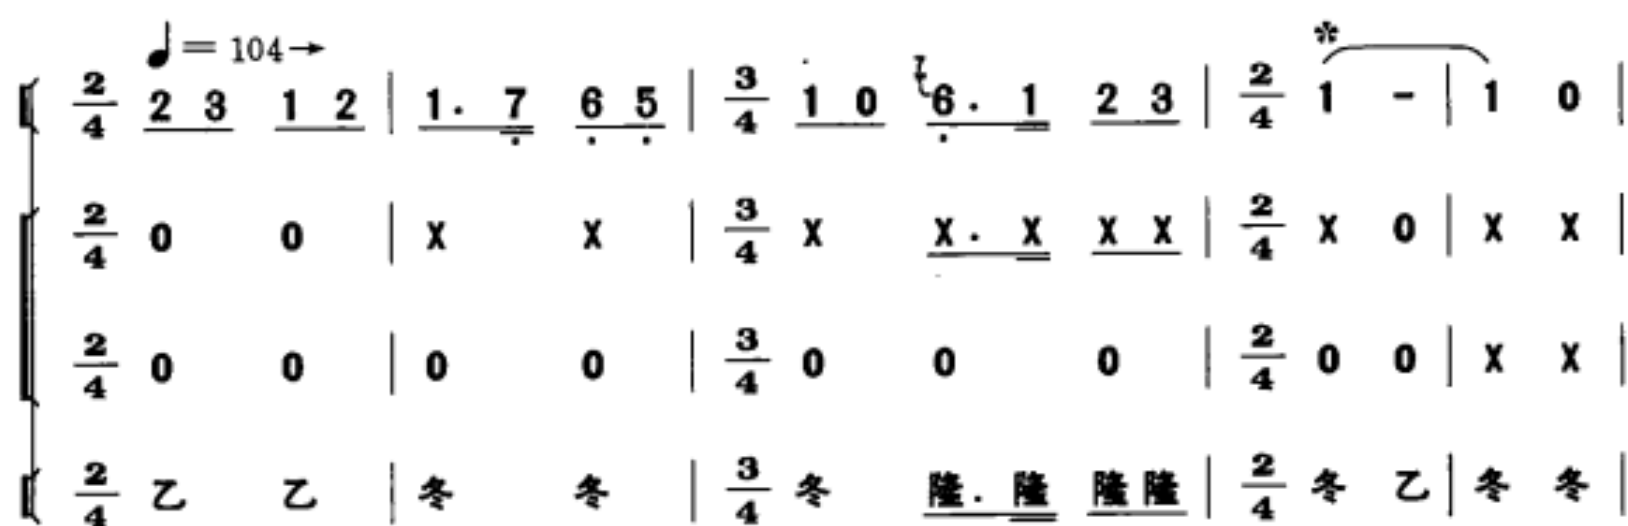 ♩= 104→
*
2/4 2 3 1 2 | 1. 7 6 5 | 3/4 1 0 7 6. 1 2 3 | 2/4 1 - | 1 0 |
2/4 0 0 | X X | 3/4 X X. X X X | 2/4 X 0 | X X |
2/4 0 0 | 0 0 | 3/4 0 0 0 | 2/4 0 0 | X X |
2/4 乙 乙 | 冬 冬 | 3/4 冬 隆. 隆 隆 隆 | 2/4 冬 乙 | 冬 冬 |